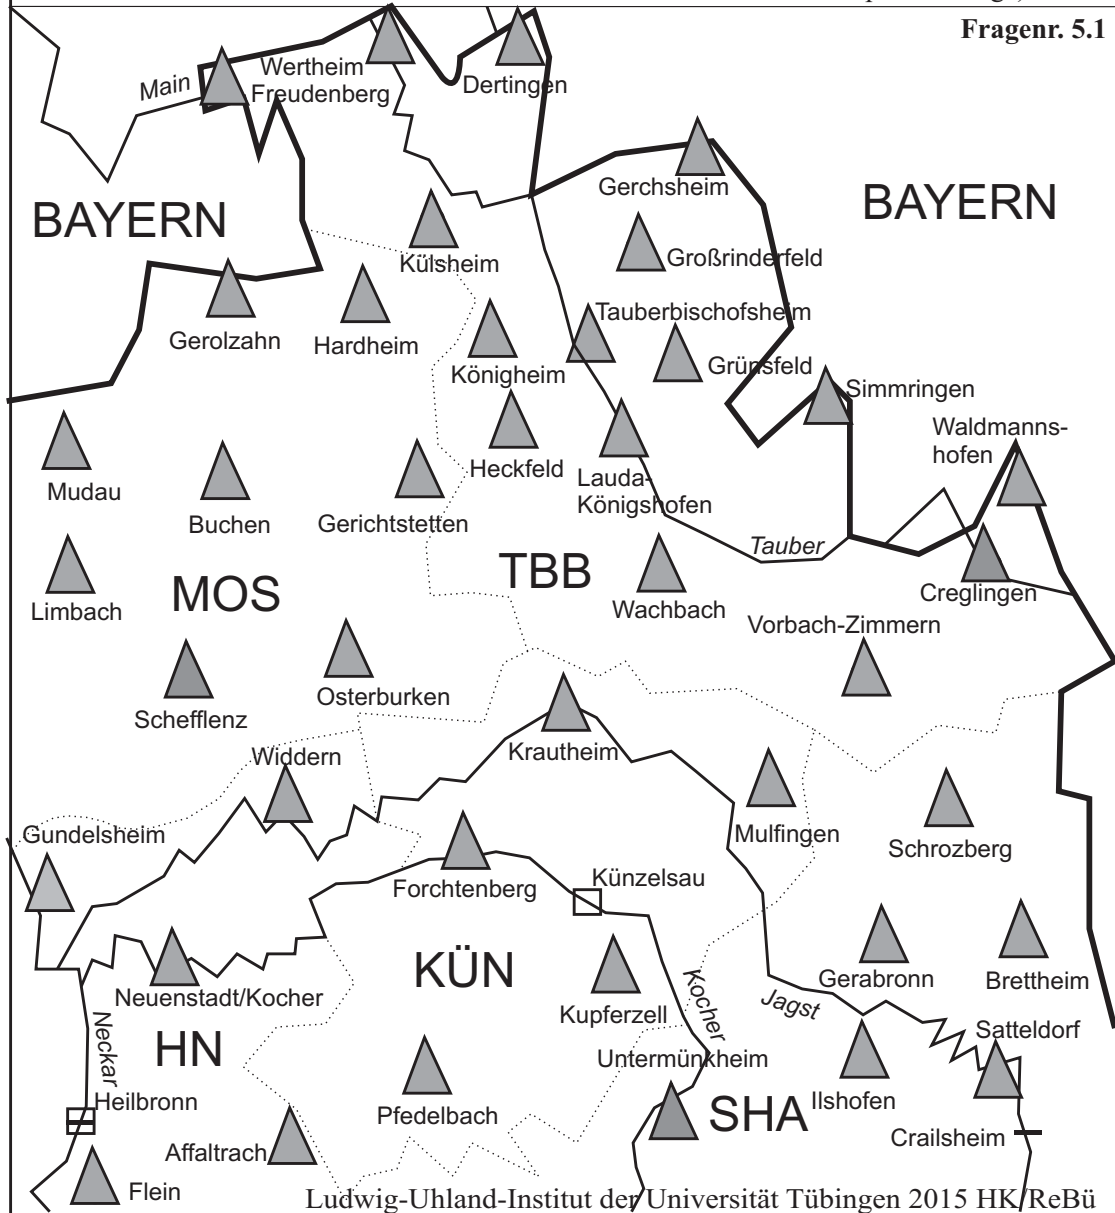 Fragenr. 5.1
Wertheim
Main
Freudenberg
Dertingen
Gerchsheim
BAYERN
BAYERN
Külsheim
Großrinderfeld
Tauberbischofsheim
Gerolzahn
Hardheim
Königheim
Grünsfeld
Simmringen
Waldmanns-
hofen
Heckfeld
Lauda-
Königshofen
Mudau
Buchen
Gerichtstetten
Tauber
TBB
MOS
Limbach
Wachbach
Creglingen
Vorbach-Zimmern
Osterburken
Schefflenz
Widdern
Krautheim
Gundelsheim
Mulfingen
Schrozberg
Forchtenberg
Künzelsau
KÜN
Gerabronn
Brettheim
Neuenstadt/Kocher
Kupferzell
Kocher
Jagst
Satteldorf
HN
Neckar
Untermünkheim
Heilbronn
Pfedelbach
SHA
Ilshofen
Crailsheim
Affaltrach
Flein
Ludwig-Uhland-Institut der Universität Tübingen 2015 HK/ReBü